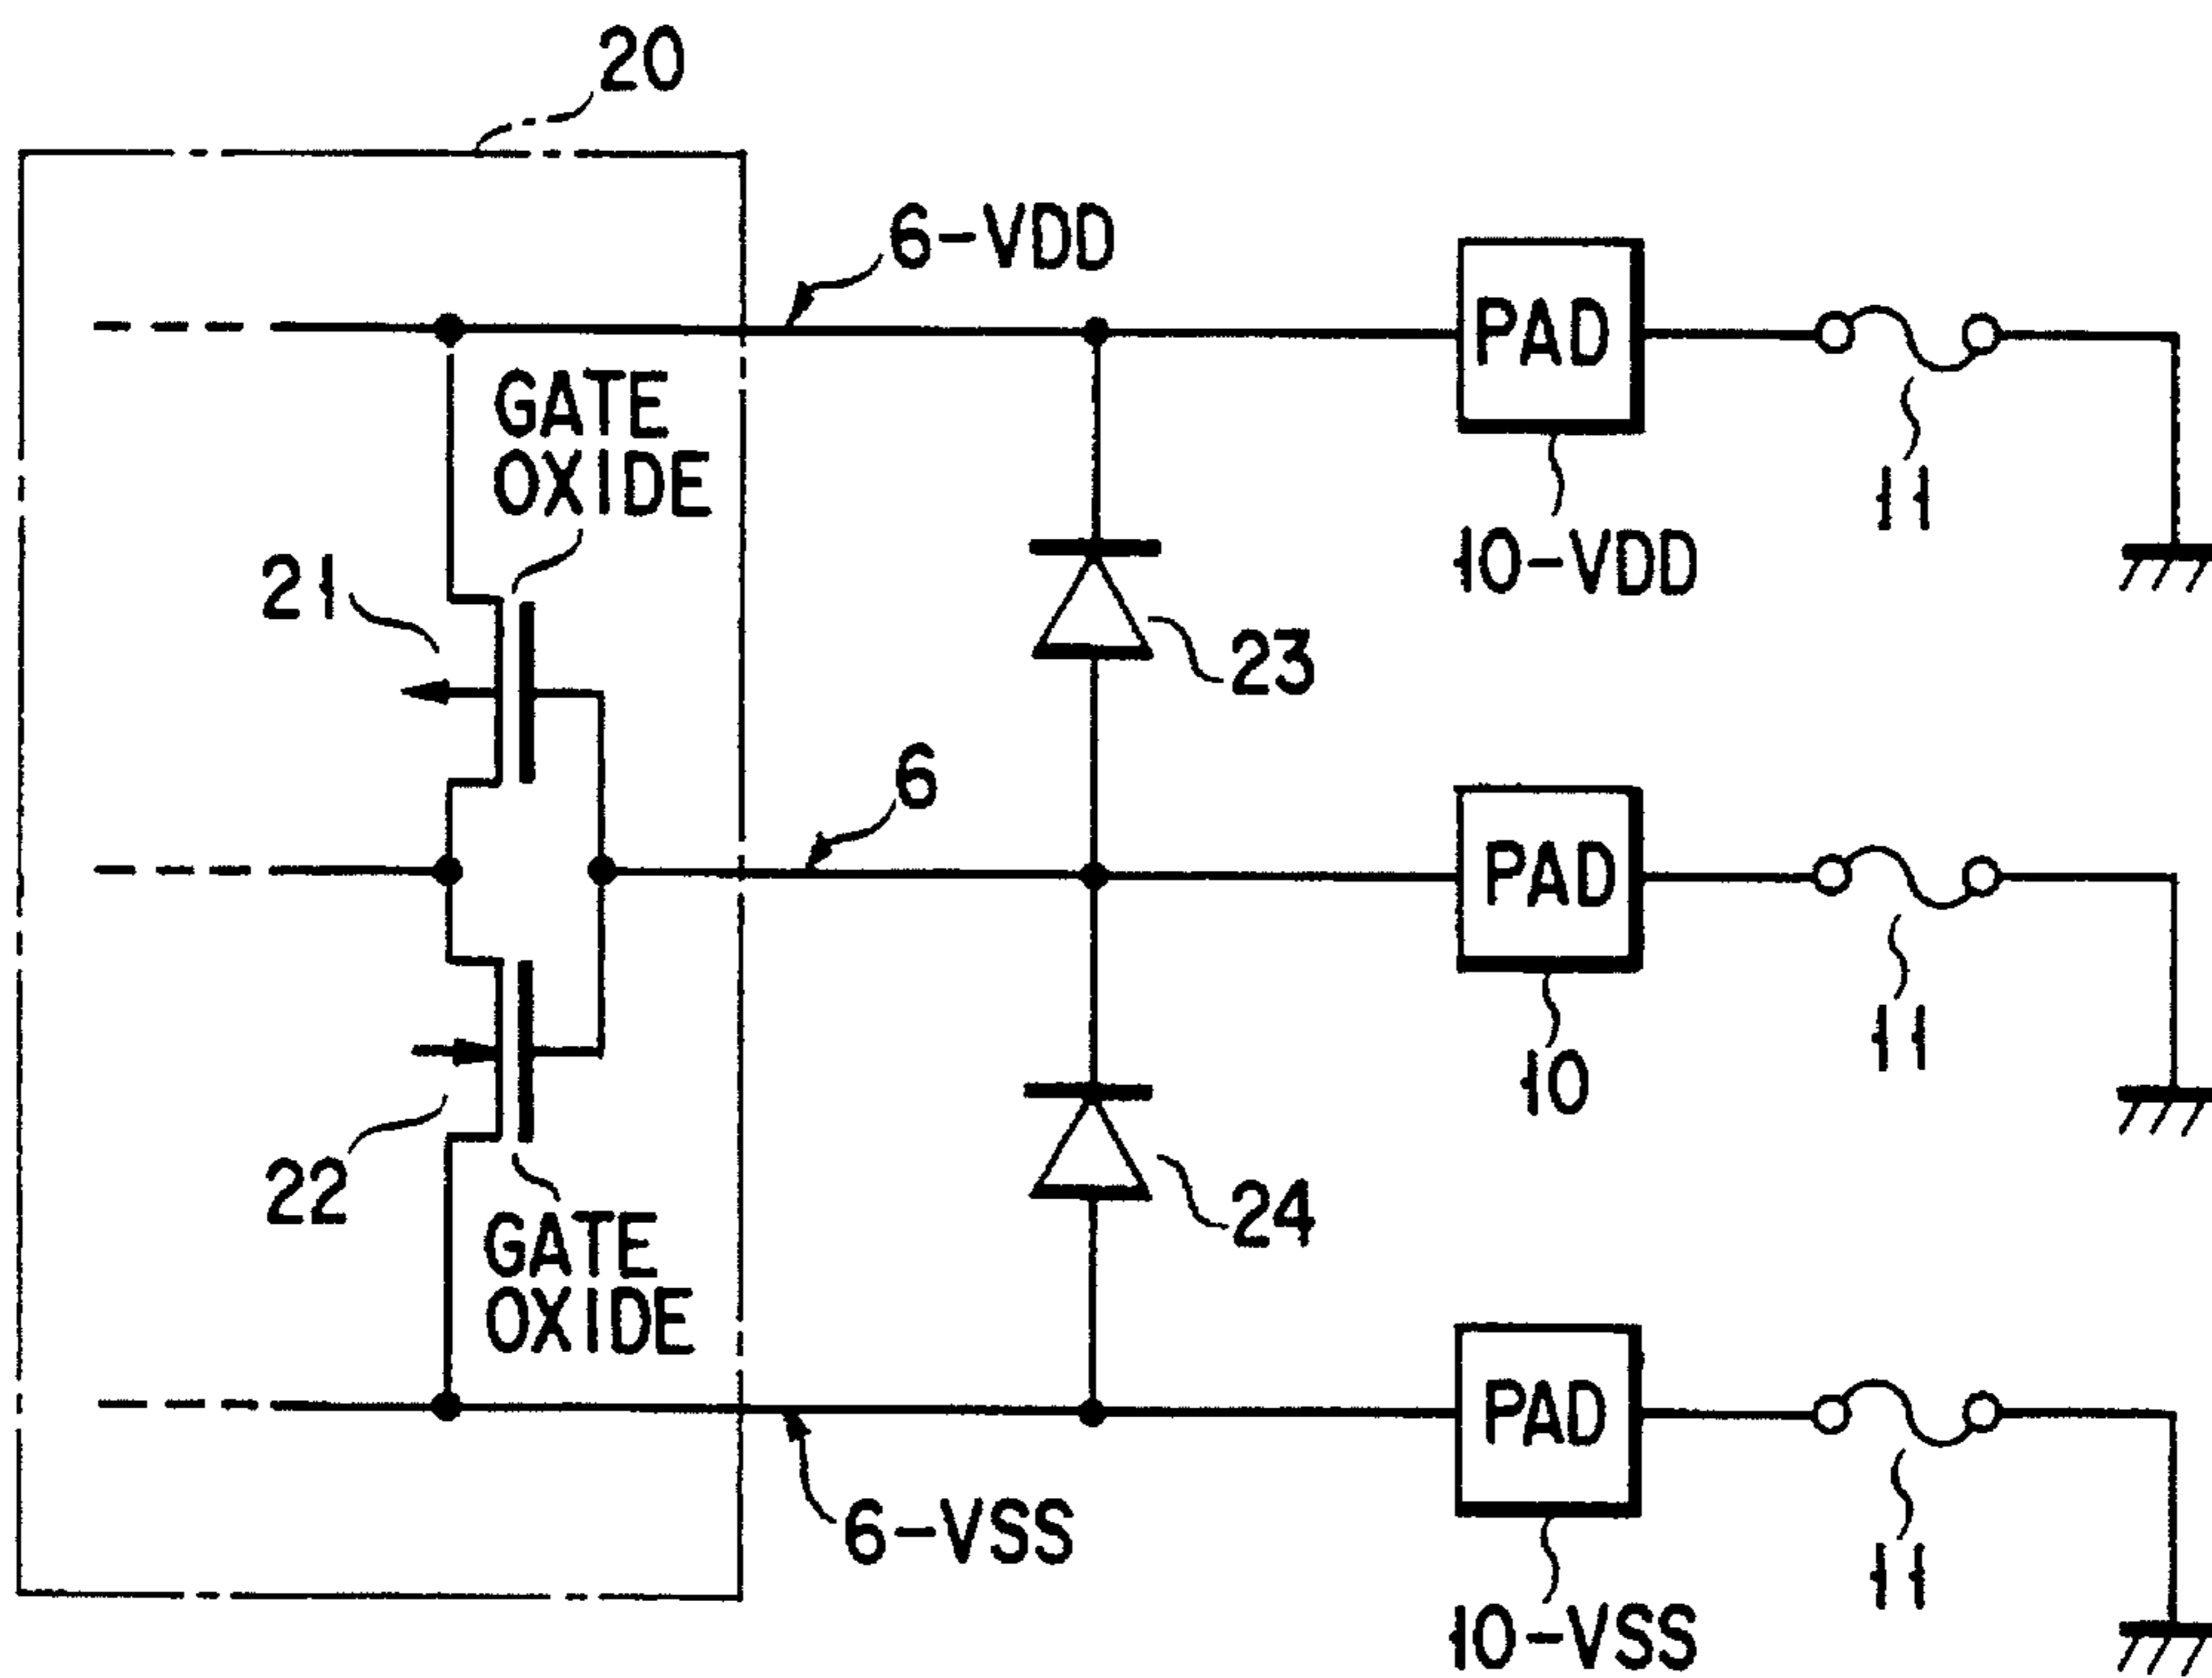 20
6-VDD
PAD
GATE
OXIDE
11
21
10-VDD
23
6
PAD
11
10
22
24
GATE
OXIDE
PAD
6-VSS
11
10-VSS